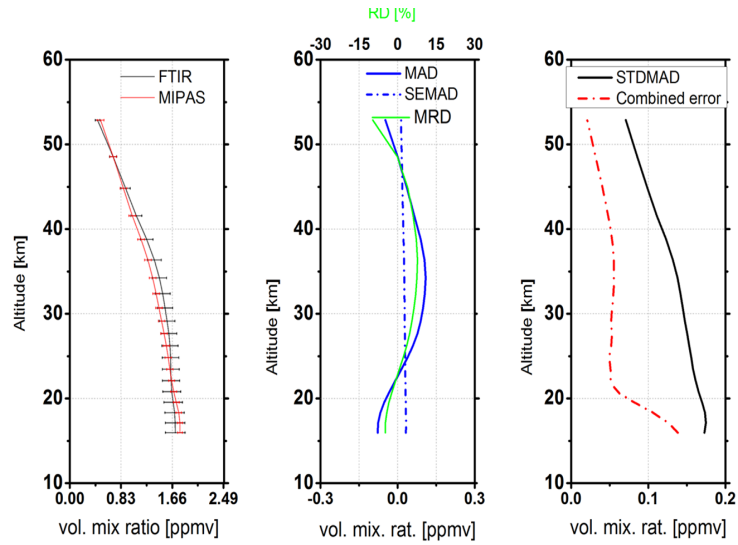 RD [%]
-30 -15 0 15 30
60
50
40
30
20
10
Altitude [km]
FTIR
MIPAS
0.00 0.83 1.66 2.49
vol. mix ratio [ppmv]
60
50
40
30
20
10
Altitude [km]
MAD
SEMAD
MRD
-0.3 0.0 0.3
vol. mix. rat. [ppmv]
60
50
40
30
20
10
Altitude [km]
STDMAD
Combined error
0.0 0.1 0.2
vol. mix. rat. [ppmv]